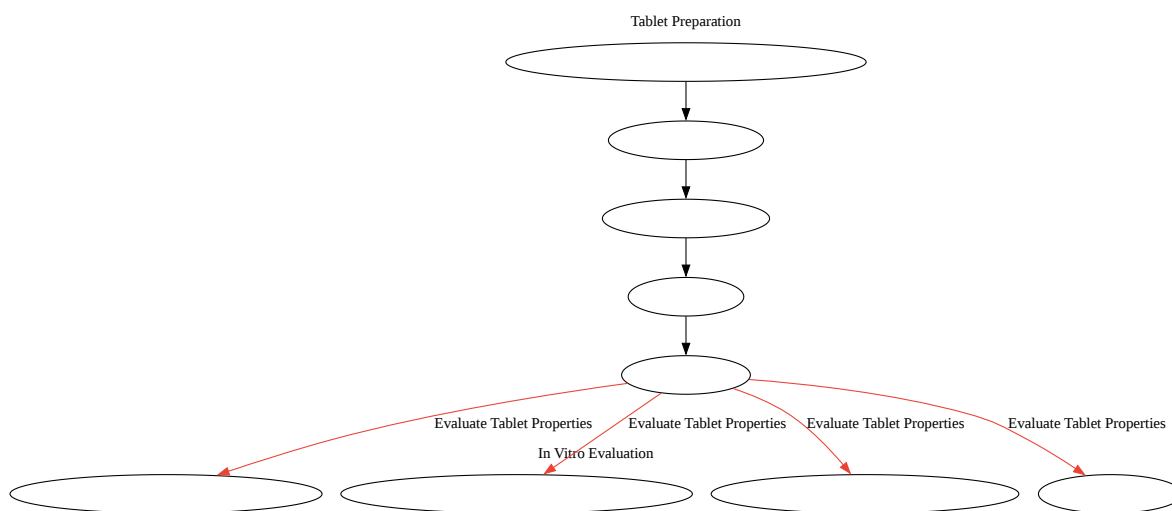 Tablet Preparation
Evaluate Tablet Properties
Evaluate Tablet Properties
Evaluate Tablet Properties
Evaluate Tablet Properties
In Vitro Evaluation